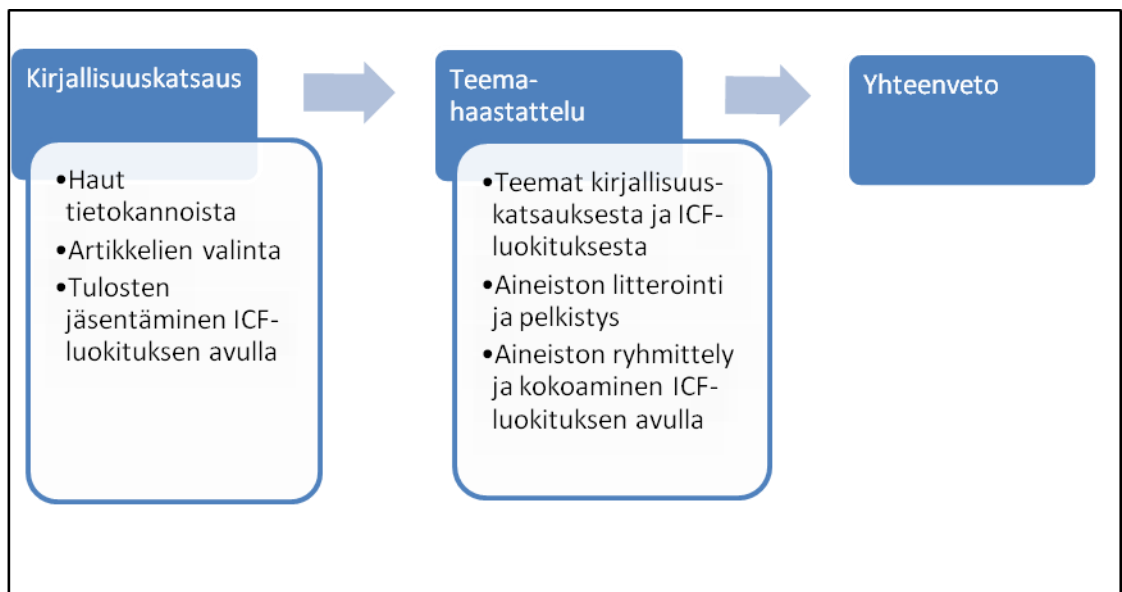 Kirjallisuuskatsaus
•Haut
tietokannoista
•Artikkelien valinta
•Tulosten
jäsentäminen ICF-
luokituksen avulla
Teema-
haastattelu
•Teemat kirjallisuus-
katsauksesta ja ICF-
luokituksesta
•Aineiston litterointi
ja pelkistys
•Aineiston ryhmittely
ja kokoaminen ICF-
luokituksen avulla
Yhteenveto